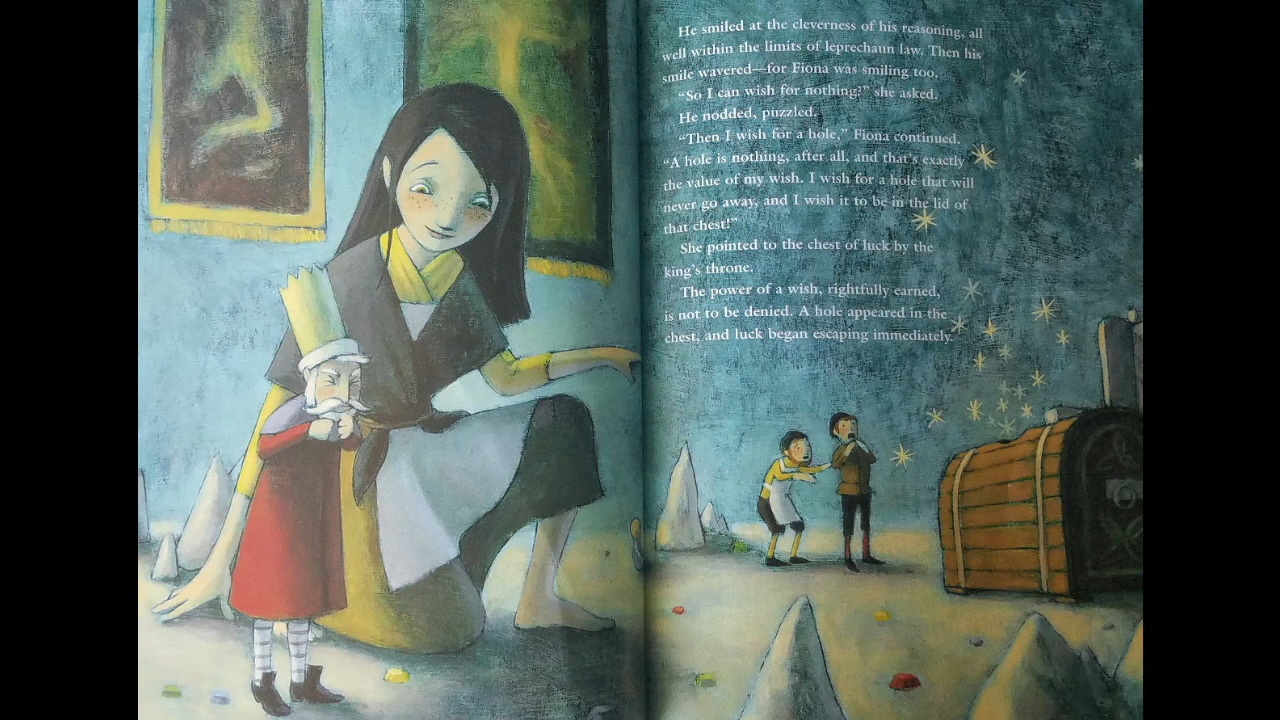 He smiled at the cleverness of his reasoning, all
well within the limits of leprechaun law. Then his
smile wavered—for Fiona was smiling too.
“So I can wish for nothing?” she asked.
He nodded, puzzled.
“Then I wish for a hole,” Fiona continued.
“A hole is nothing, after all, and that’s exactly
the value of my wish. I wish for a hole that will
never go away, and I wish it to be in the lid of
that chest!”
She pointed to the chest of luck by the
king’s throne.
The power of a wish, rightfully earned,
is not to be denied. A hole appeared in the
chest, and luck began escaping immediately.